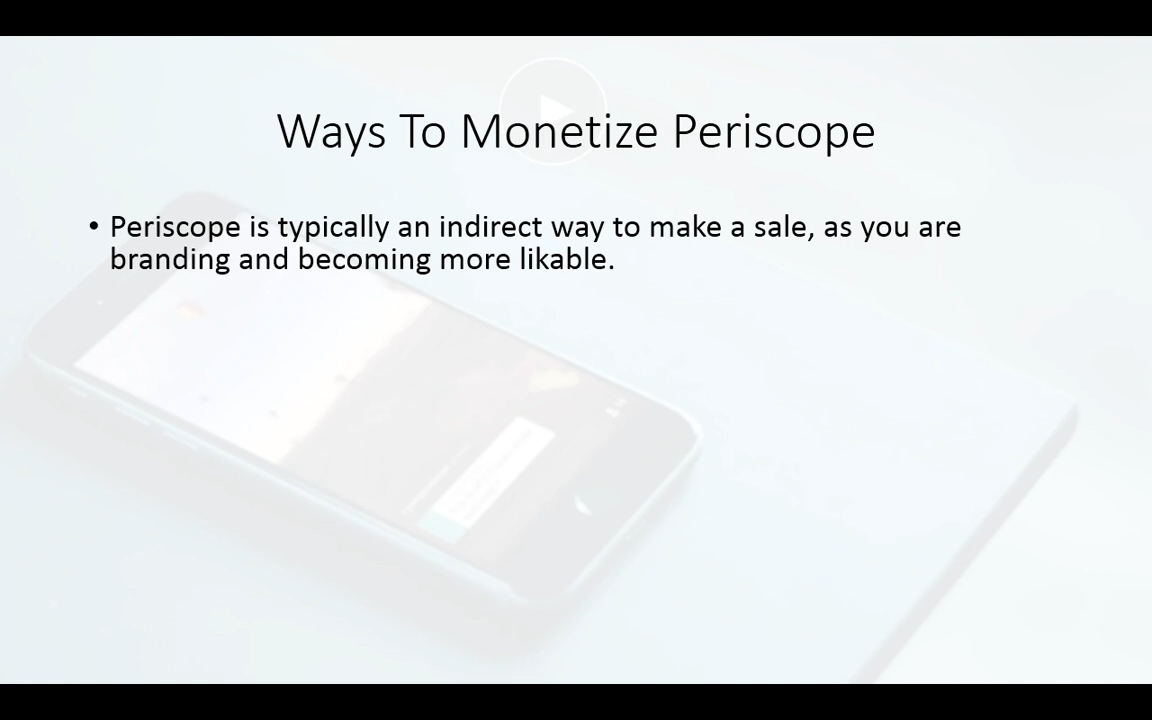 Ways To Monetize Periscope
• Periscope is typically an indirect way to make a sale, as you are
branding and becoming more likable.